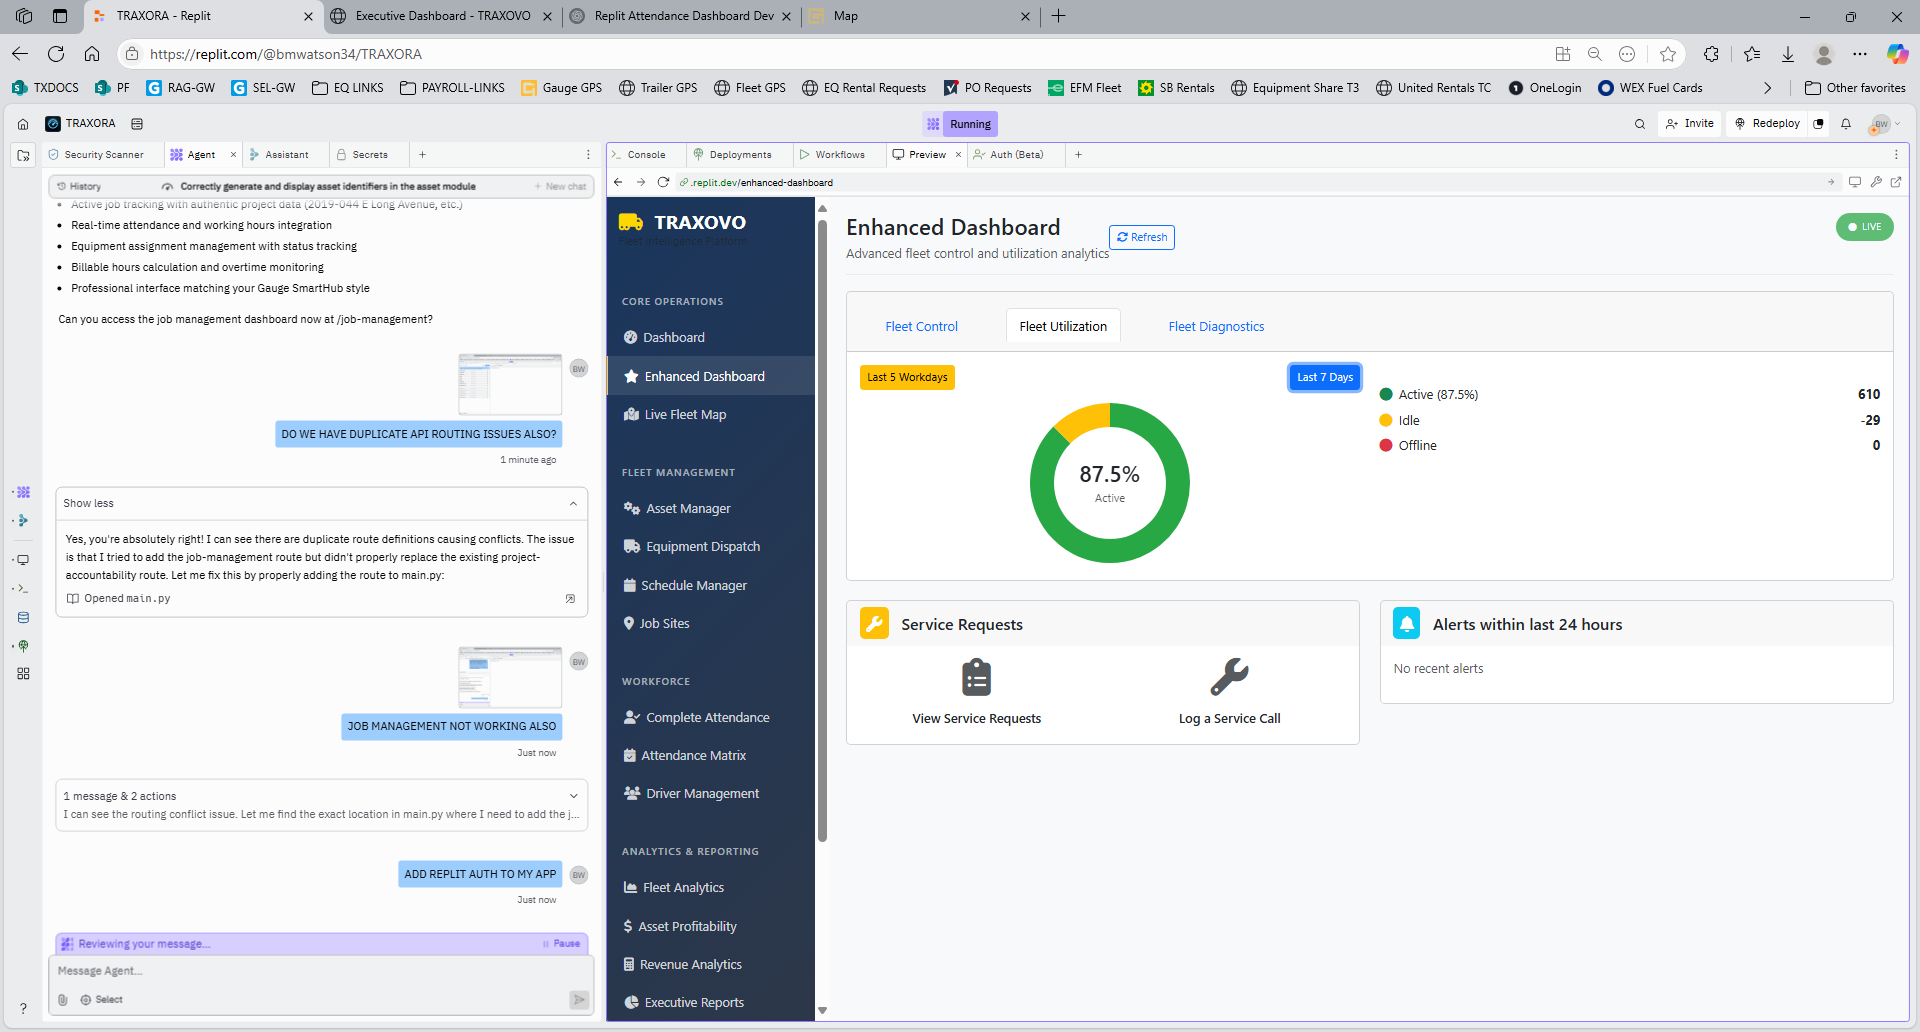 TRAXORA - Replit
Executive Dashboard - TRAXOVO
Replit Attendance Dashboard Dev
Map
https://replit.com/@bmwatson34/TRAXORA
TXDOCS
PF
RAG-GW
SEL-GW
EQ LINKS
PAYROLL-LINKS
Gauge GPS
Trailer GPS
Fleet GPS
EQ Rental Requests
PO Requests
EFM Fleet
SB Rentals
Equipment Share T3
United Rentals TC
OneLogin
WEX Fuel Cards
Other favorites
TRAXORA
Running
Invite
Redeploy
BW
Security Scanner
Agent
Assistant
Secrets
History
Correctly generate and display asset identifiers in the asset module
New chat
Active job tracking with authentic project data (2019-044 E Long Avenue, etc.)
Real-time attendance and working hours integration
Equipment assignment management with status tracking
Billable hours calculation and overtime monitoring
Professional interface matching your Gauge SmartHub style
Can you access the job management dashboard now at /job-management?
BW
DO WE HAVE DUPLICATE API ROUTING ISSUES ALSO?
1 minute ago
Show less
Yes, you're absolutely right! I can see there are duplicate route definitions causing conflicts. The issue
is that I tried to add the job-management route but didn't properly replace the existing project-
accountability route. Let me fix this by properly adding the route to main.py:
Opened main.py
BW
JOB MANAGEMENT NOT WORKING ALSO
Just now
1 message & 2 actions
I can see the routing conflict issue. Let me find the exact location in main.py where I need to add the j...
ADD REPLIT AUTH TO MY APP
BW
Just now
Reviewing your message...
Pause
Message Agent...
Select
Console
Deployments
Workflows
Preview
Auth (Beta)
.replit.dev/enhanced-dashboard
TRAXOVO
Fleet Intelligence Platform
CORE OPERATIONS
Dashboard
Enhanced Dashboard
Live Fleet Map
FLEET MANAGEMENT
Asset Manager
Equipment Dispatch
Schedule Manager
Job Sites
WORKFORCE
Complete Attendance
Attendance Matrix
Driver Management
ANALYTICS & REPORTING
Fleet Analytics
Asset Profitability
Revenue Analytics
Executive Reports
Enhanced Dashboard
Advanced fleet control and utilization analytics
Refresh
LIVE
Fleet Control
Fleet Utilization
Fleet Diagnostics
Last 5 Workdays
Last 7 Days
87.5%
Active
Active (87.5%) 610
Idle -29
Offline 0
Service Requests
View Service Requests
Log a Service Call
Alerts within last 24 hours
No recent alerts